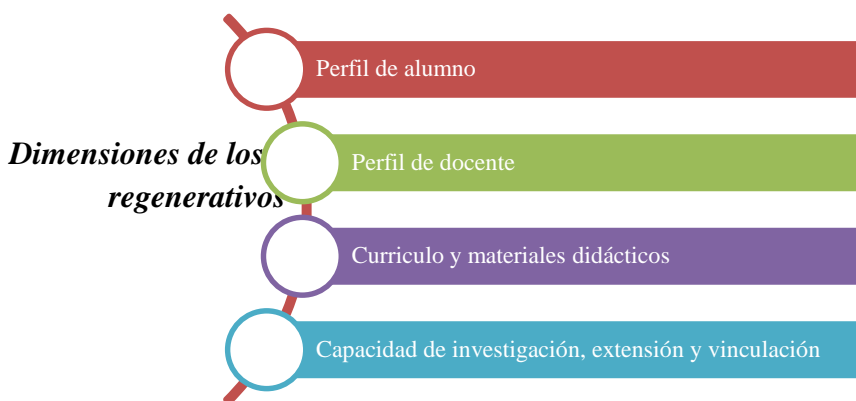 Perfil de alumno
Dimensiones de los
regenerativos
Perfil de docente
Curriculo y materiales didácticos
Capacidad de investigación, extensión y vinculación